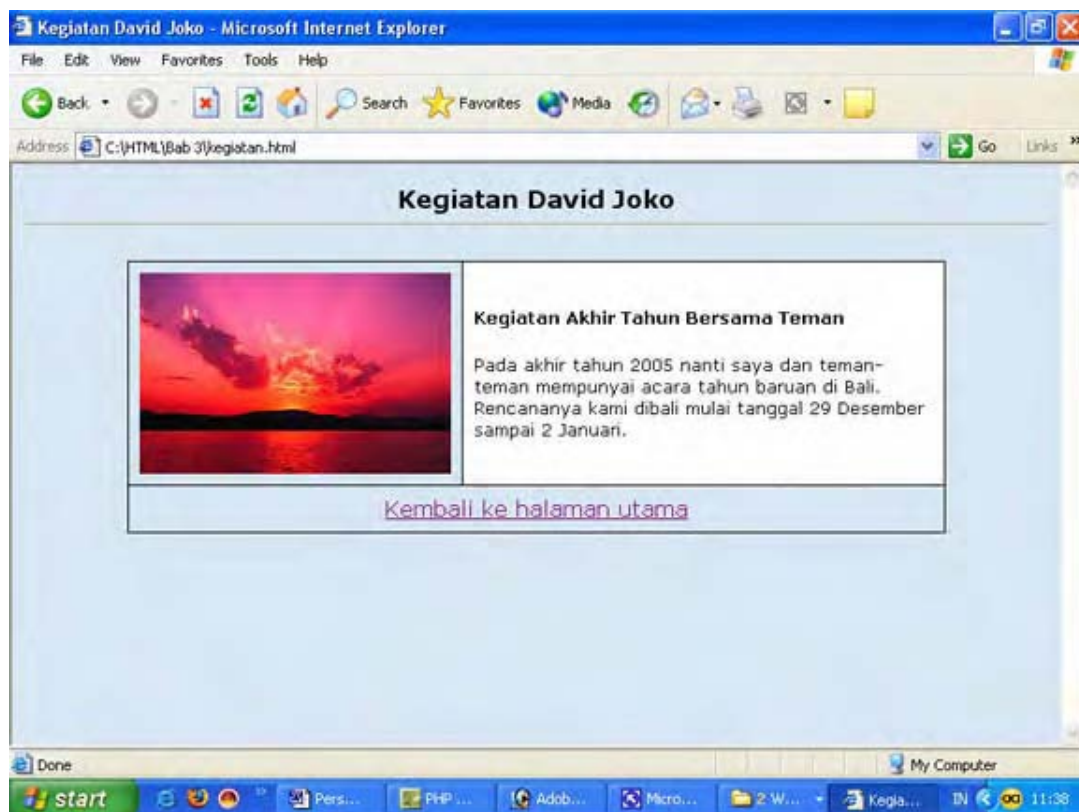 Kegiatan David Joko - Microsoft Internet Explorer
File Edit View Favorites Tools Help
Back Search Favorites Media
Address C:\HTML\Bab 3\kegiatan.html Go Links »
Kegiatan David Joko
Kegiatan Akhir Tahun Bersama Teman
Pada akhir tahun 2005 nanti saya dan teman-
teman mempunyai acara tahun baruan di Bali.
Rencananya kami dibali mulai tanggal 29 Desember
sampai 2 Januari.
Kembali ke halaman utama
Done My Computer
start » Pers... PHP ... Adob... Micro... 2 W... Kegia... IN 11:38